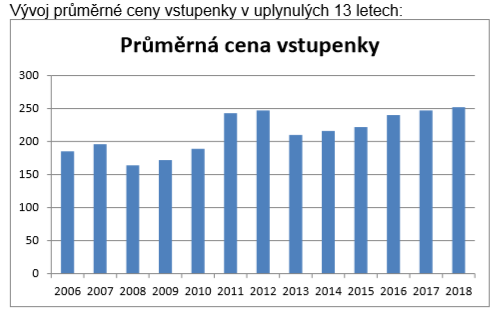 Vývoj průměrné ceny vstupenky v uplynulých 13 letech:
Průměrná cena vstupenky
300
250
200
150
100
50
0
2006 2007 2008 2009 2010 2011 2012 2013 2014 2015 2016 2017 2018